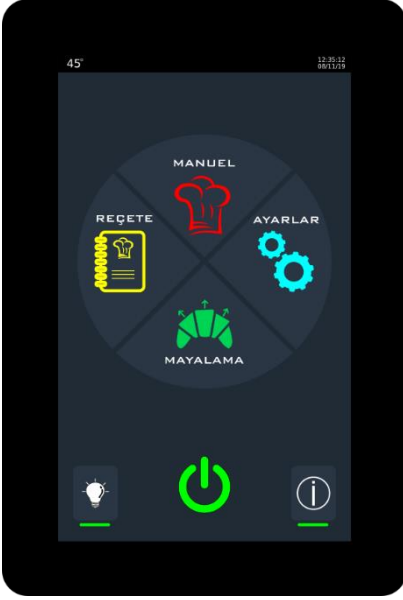 45°
12:35:12
08/11/19
MANUEL
REÇETE
AYARLAR
MAYALAMA
i